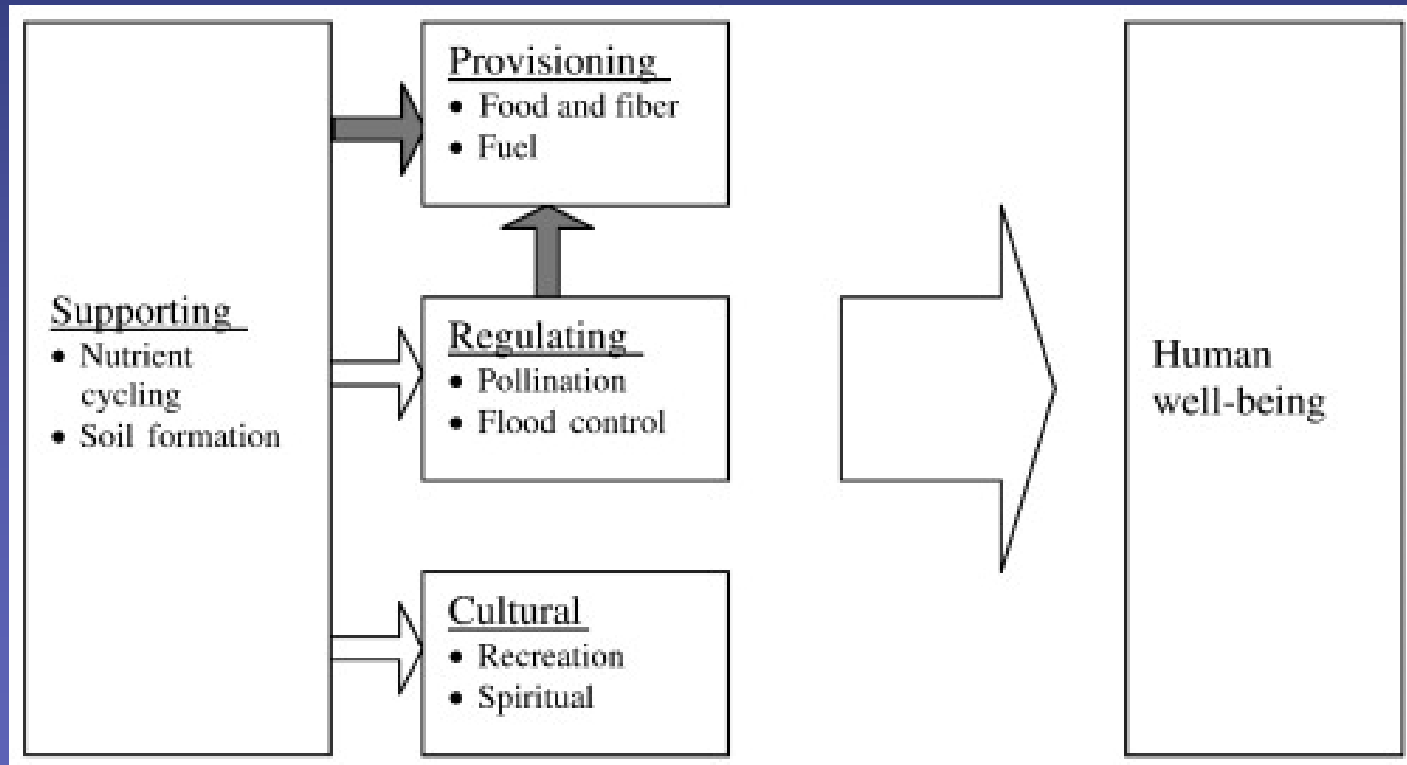 Supporting
• Nutrient
cycling
• Soil formation
Provisioning
• Food and fiber
• Fuel
Regulating
• Pollination
• Flood control
Cultural
• Recreation
• Spiritual
Human
well-being